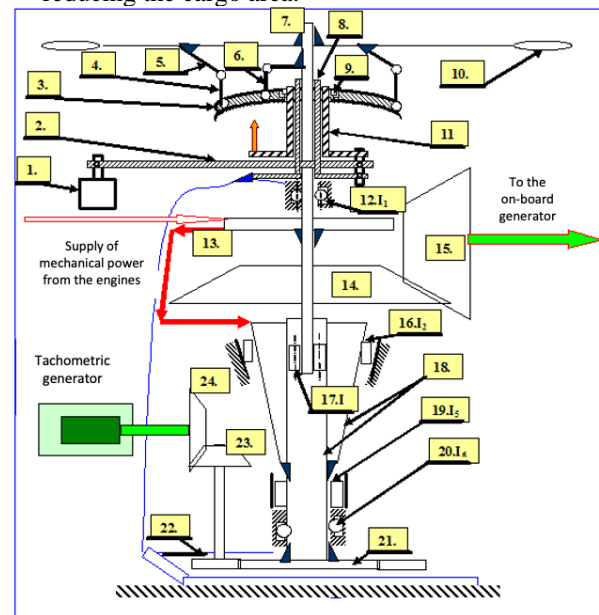 reducing the cargo area.
7.
8.
6.
5.
4.
9.
10.
3.
2.
11
1.
12.I₁
To the
on-board
generator
13.
15.
Supply of
mechanical power
from the engines
14.
16.I₂
Tachometric
generator
24.
17.I
18.
19.I₅
23.
20.I₆
22.
21.